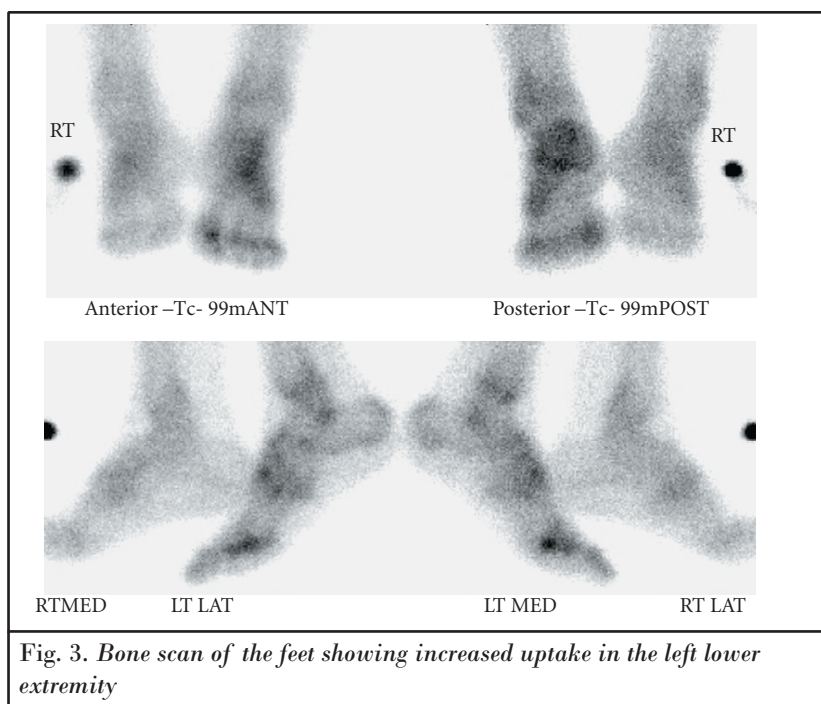 RT
RT
Anterior –Tc- 99mANT
Posterior –Tc- 99mPOST
RTMED
LT LAT
LT MED
RT LAT
Fig. 3. Bone scan of the feet showing increased uptake in the left lower
extremity